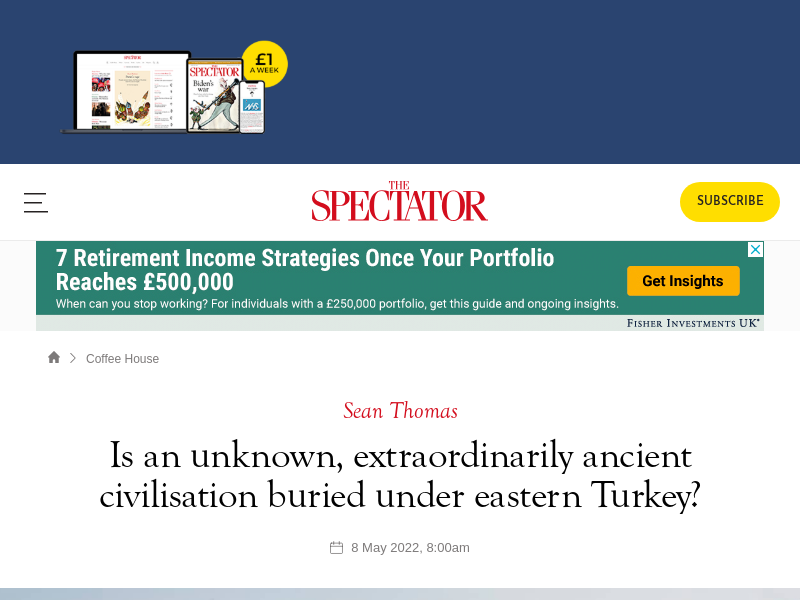 £1
A WEEK
THE
SPECTATOR
Biden's
war
THE
SPECTATOR
SUBSCRIBE
7 Retirement Income Strategies Once Your Portfolio
Reaches £500,000
When can you stop working? For individuals with a £250,000 portfolio, get this guide and ongoing insights.
Get Insights
FISHER INVESTMENTS UK®
Coffee House
Sean Thomas
Is an unknown, extraordinarily ancient
civilisation buried under eastern Turkey?
8 May 2022, 8:00am